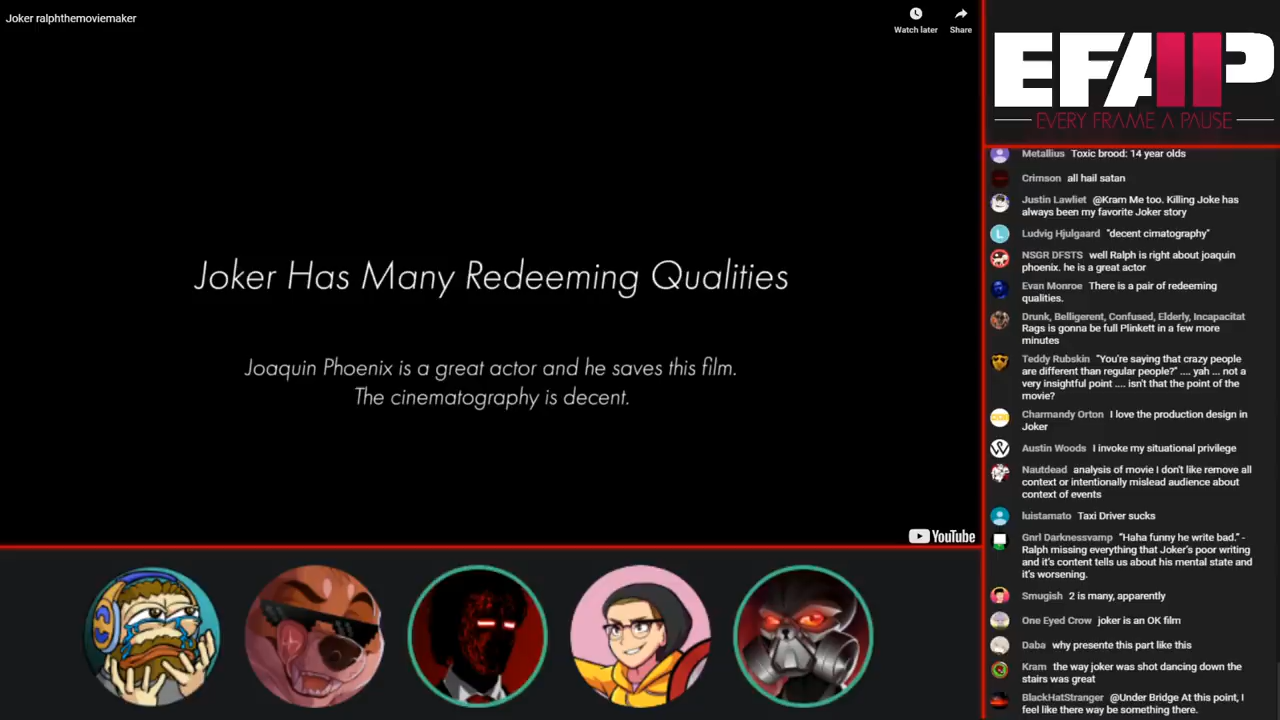 Joker ralphthemoviemaker
Watch later
Share
Joker Has Many Redeeming Qualities
Joaquin Phoenix is a great actor and he saves this film.
The cinematography is decent.
YouTube
EFAP
EVERY FRAME A PAUSE
Metallius Toxic brood: 14 year olds
Crimson all hail satan
Justin Lawliet @Kram Me too. Killing Joke has
always been my favorite Joker story
L
Ludvig Hjulgaard "decent cimatography"
NSGR DFSTS well Ralph is right about joaquin
phoenix. he is a great actor
Evan Monroe There is a pair of redeeming
qualities.
Drunk, Belligerent, Confused, Elderly, Incapacitat
Rags is gonna be full Plinkett in a few more
minutes
Teddy Rubskin "You're saying that crazy people
are different than regular people?" .... yah ... not a
very insightful point .... isn't that the point of the
movie?
Charmandy Orton I love the production design in
Joker
Austin Woods I invoke my situational privilege
Nautdead analysis of movie I don't like remove all
context or intentionally mislead audience about
context of events
luistamato Taxi Driver sucks
Gnrl Darknessvamp "Haha funny he write bad." -
Ralph missing everything that Joker's poor writing
and it's content tells us about his mental state and
it's worsening.
Smugish 2 is many, apparently
One Eyed Crow joker is an OK film
Daba why presente this part like this
Kram the way joker was shot dancing down the
stairs was great
BlackHatStranger @Under Bridge At this point, I
feel like there way be something there.